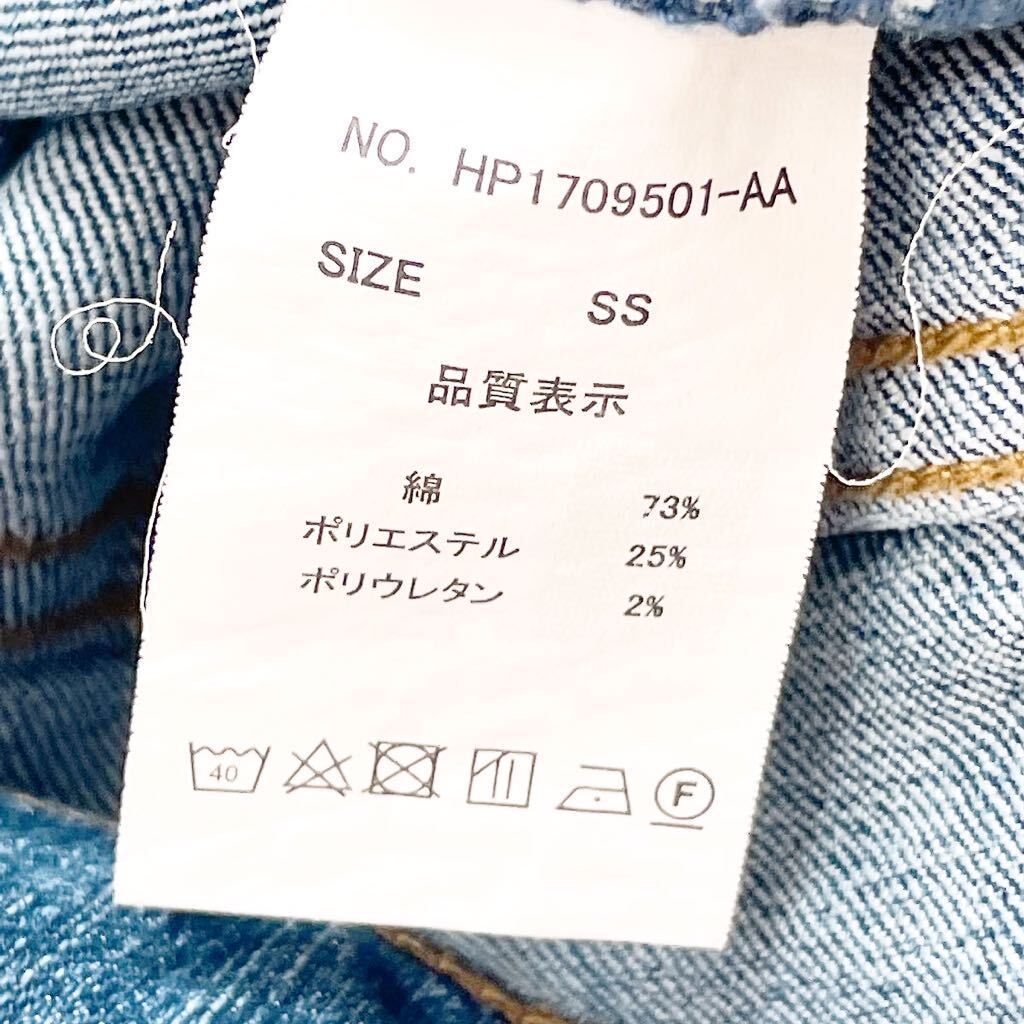 NO. HP1709501-AA
SIZE SS
品質表示
綿 73%
ポリエステル 25%
ポリウレタン 2%
40 F